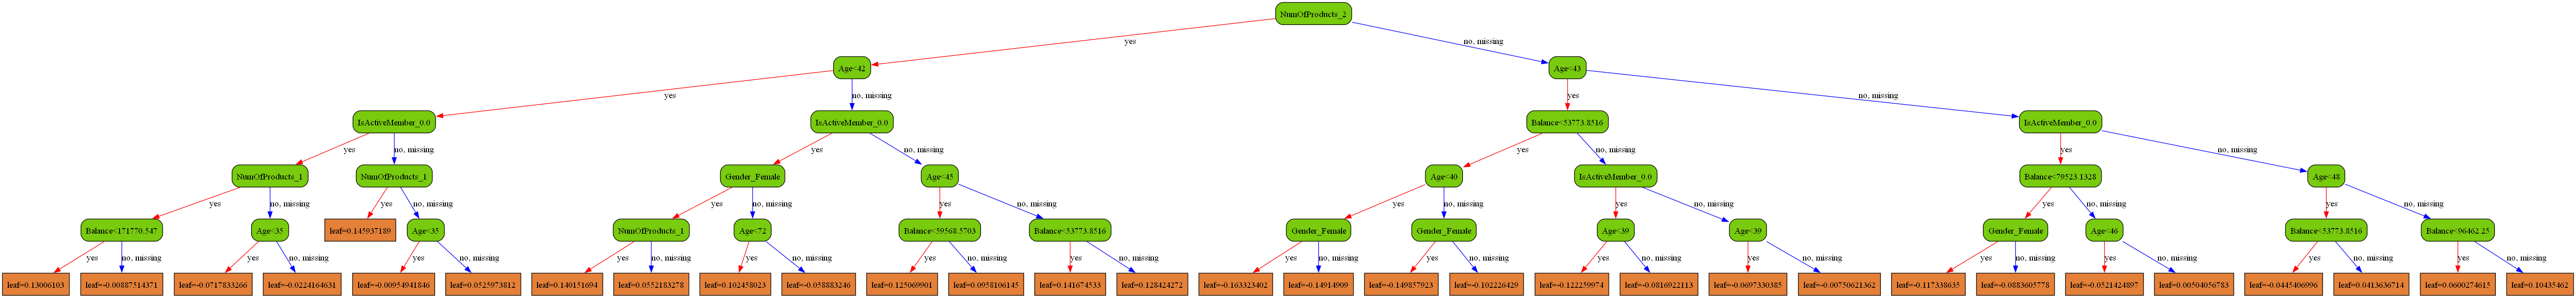 NumOfProducts_2
yes
no, missing
Age<42
Age<43
yes
no, missing
yes
no, missing
IsActiveMember_0.0
IsActiveMember_0.0
Balance<53773.8516
IsActiveMember_0.0
yes
no, missing
yes
no, missing
yes
no, missing
yes
no, missing
NumOfProducts_1
NumOfProducts_1
Gender_Female
Age<45
Age<40
IsActiveMember_0.0
Balance<79523.1328
Age<48
yes
no, missing
yes
no, missing
yes
no, missing
yes
no, missing
yes
no, missing
yes
no, missing
yes
no, missing
yes
no, missing
Balance<171770.547
Age<35
leaf=0.145937189
Age<35
NumOfProducts_1
Age<72
Balance<59568.5703
Balance<53773.8516
Gender_Female
Gender_Female
Age<39
Age<39
Gender_Female
Age<46
Balance<53773.8516
Balance<96462.25
yes
no, missing
yes
no, missing
yes
no, missing
yes
no, missing
yes
no, missing
yes
no, missing
yes
no, missing
yes
no, missing
yes
no, missing
yes
no, missing
yes
no, missing
yes
no, missing
yes
no, missing
yes
no, missing
yes
no, missing
leaf=0.13006103
leaf=-0.00887514371
leaf=-0.0717833266
leaf=-0.0224164631
leaf=-0.00954941846
leaf=0.0525973812
leaf=0.140151694
leaf=0.0552183278
leaf=0.102458023
leaf=-0.058883246
leaf=0.125069901
leaf=0.0958106145
leaf=0.141674533
leaf=0.128424272
leaf=-0.163323402
leaf=-0.14914909
leaf=-0.149857923
leaf=-0.102226429
leaf=-0.122259974
leaf=-0.0816922113
leaf=-0.0697330385
leaf=-0.00750621362
leaf=-0.117338635
leaf=-0.0883605778
leaf=-0.0521424897
leaf=0.00504056783
leaf=-0.0445406996
leaf=0.0413636714
leaf=0.0600274615
leaf=0.10435462